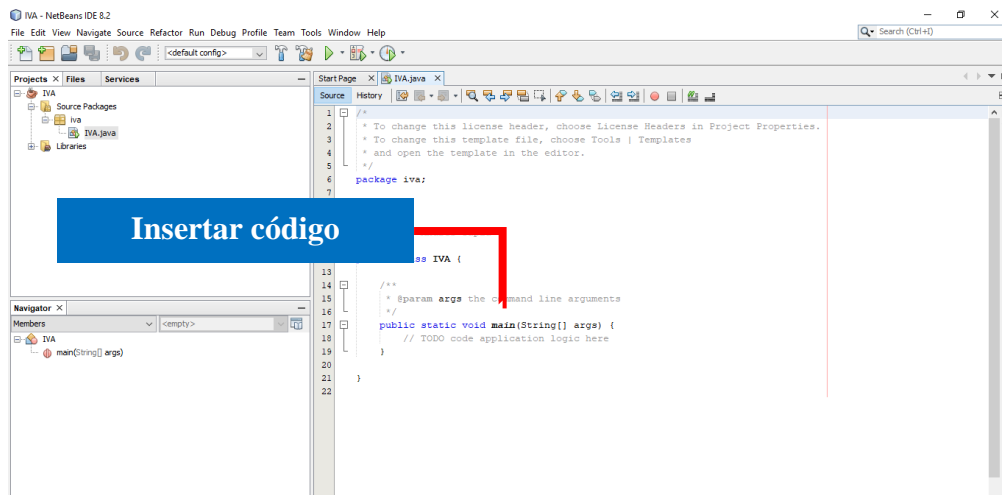 IVA - NetBeans IDE 8.2
File Edit View Navigate Source Refactor Run Debug Profile Team Tools Window Help
Search (Ctrl+I)
<default config>
Projects Files Services
Start Page IVA.java
IVA
Source Packages
iva
IVA.java
Libraries
Source History
1 /*
2 * To change this license header, choose License Headers in Project Properties.
3 * To change this template file, choose Tools | Templates
4 * and open the template in the editor.
5 */
6 package iva;
7
Insertar código
ss IVA {
13
14 /**
15 * @param args the command line arguments
16 */
17 public static void main(String[] args) {
18 // TODO code application logic here
19 }
20
21 }
22
Navigator
Members <empty>
IVA
main(String[] args)